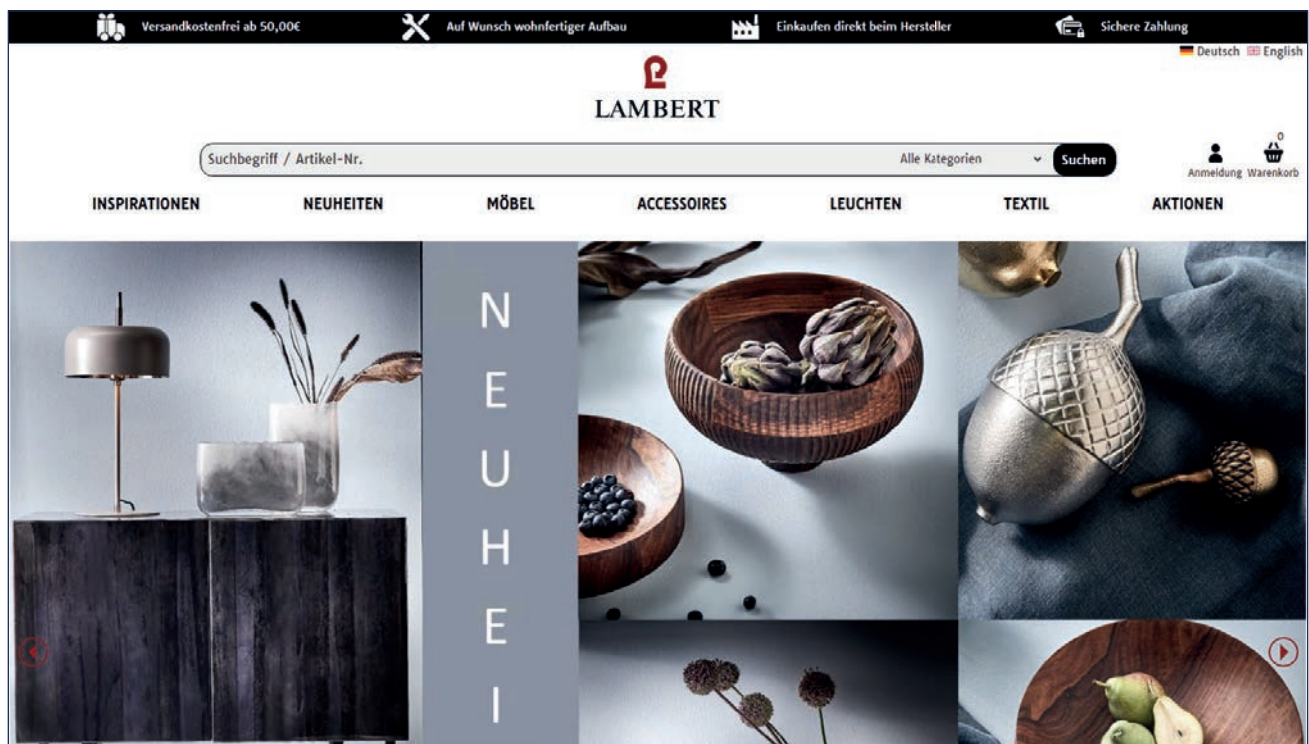 Versandkostenfrei ab 50,00€
Auf Wunsch wohnfertiger Aufbau
Einkaufen direkt beim Hersteller
Sichere Zahlung
Deutsch
English
LAMBERT
Suchbegriff / Artikel-Nr.
Alle Kategorien
Suchen
0
Anmeldung
Warenkorb
INSPIRATIONEN
NEUHEITEN
MÖBEL
ACCESSOIRES
LEUCHTEN
TEXTIL
AKTIONEN
N
E
U
H
E
I